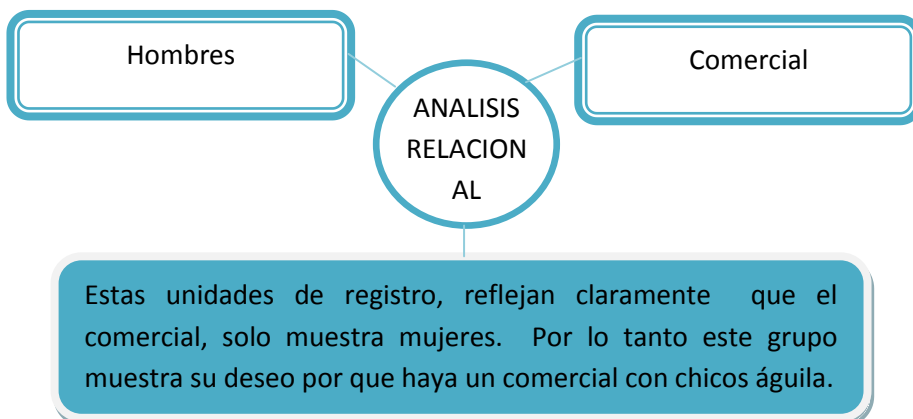 Hombres
Comercial
ANALISIS
RELACION
AL
Estas unidades de registro, reflejan claramente que el
comercial, solo muestra mujeres. Por lo tanto este grupo
muestra su deseo por que haya un comercial con chicos águila.